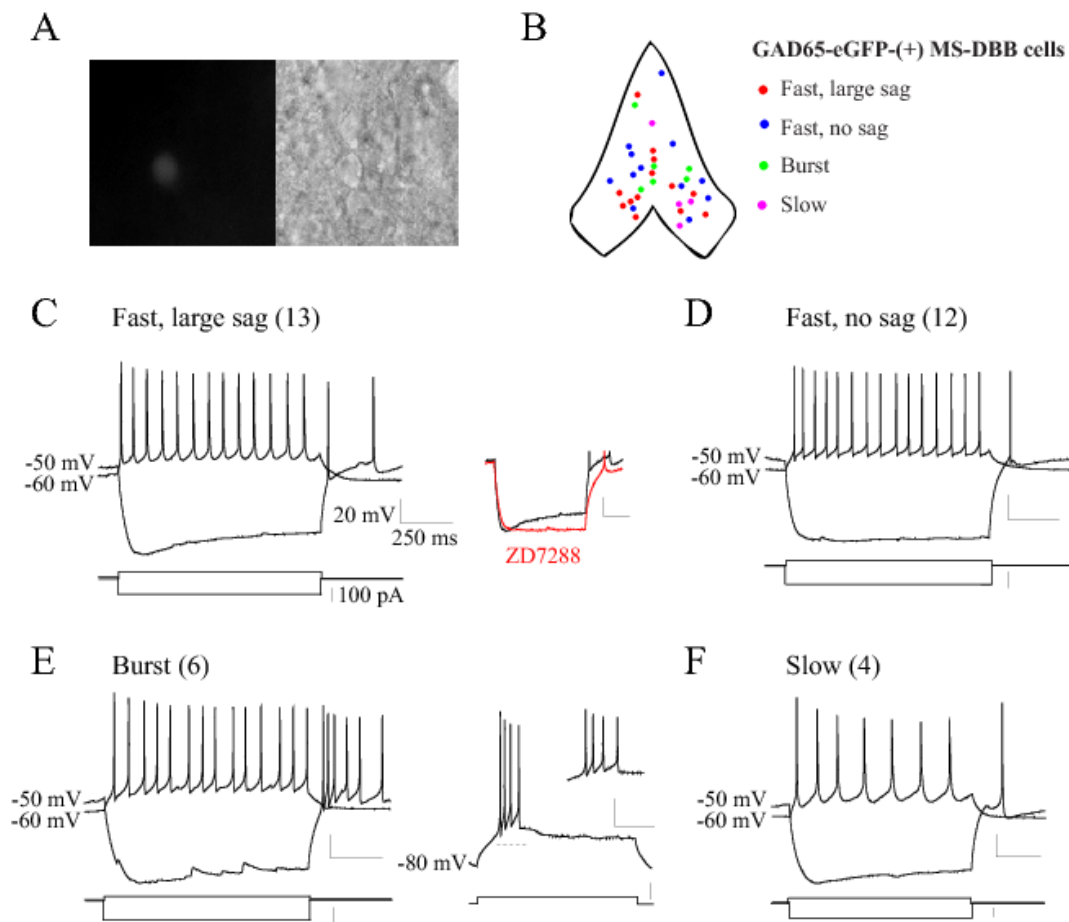 A
B
GAD65-eGFP-(+) MS-DBB cells
Fast, large sag
Fast, no sag
Burst
Slow
C
Fast, large sag (13)
-50 mV
-60 mV
20 mV
250 ms
100 pA
ZD7288
D
Fast, no sag (12)
-50 mV
-60 mV
E
Burst (6)
-50 mV
-60 mV
-80 mV
F
Slow (4)
-50 mV
-60 mV